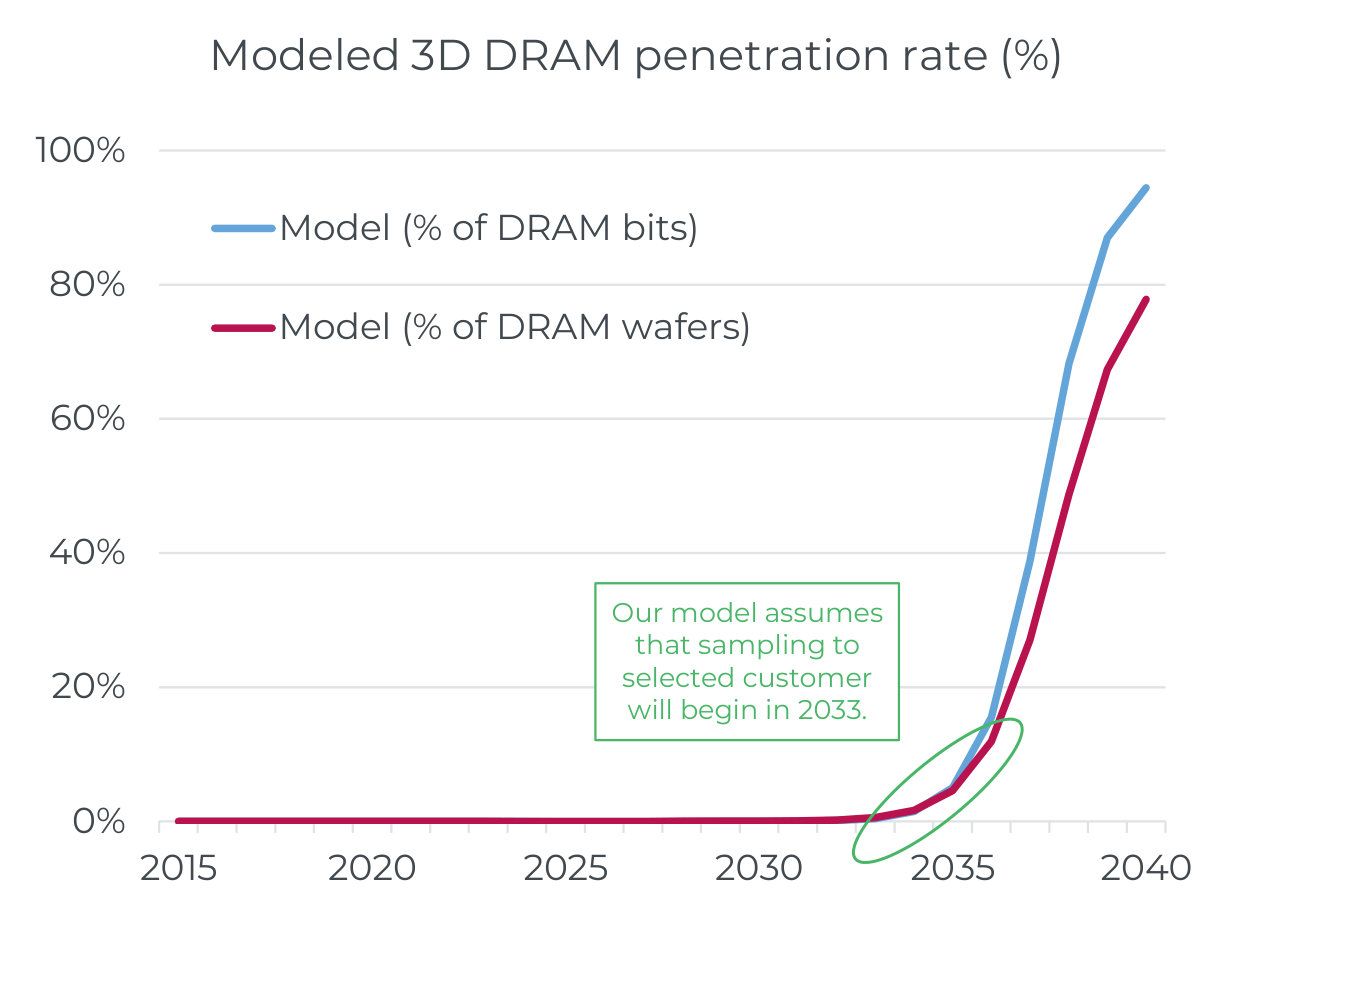 Modeled 3D DRAM penetration rate (%)
100%
Model (% of DRAM bits)
80%
Model (% of DRAM wafers)
60%
40%
Our model assumes
that sampling to
selected customer
will begin in 2033.
20%
0%
2015 2020 2025 2030 2035 2040